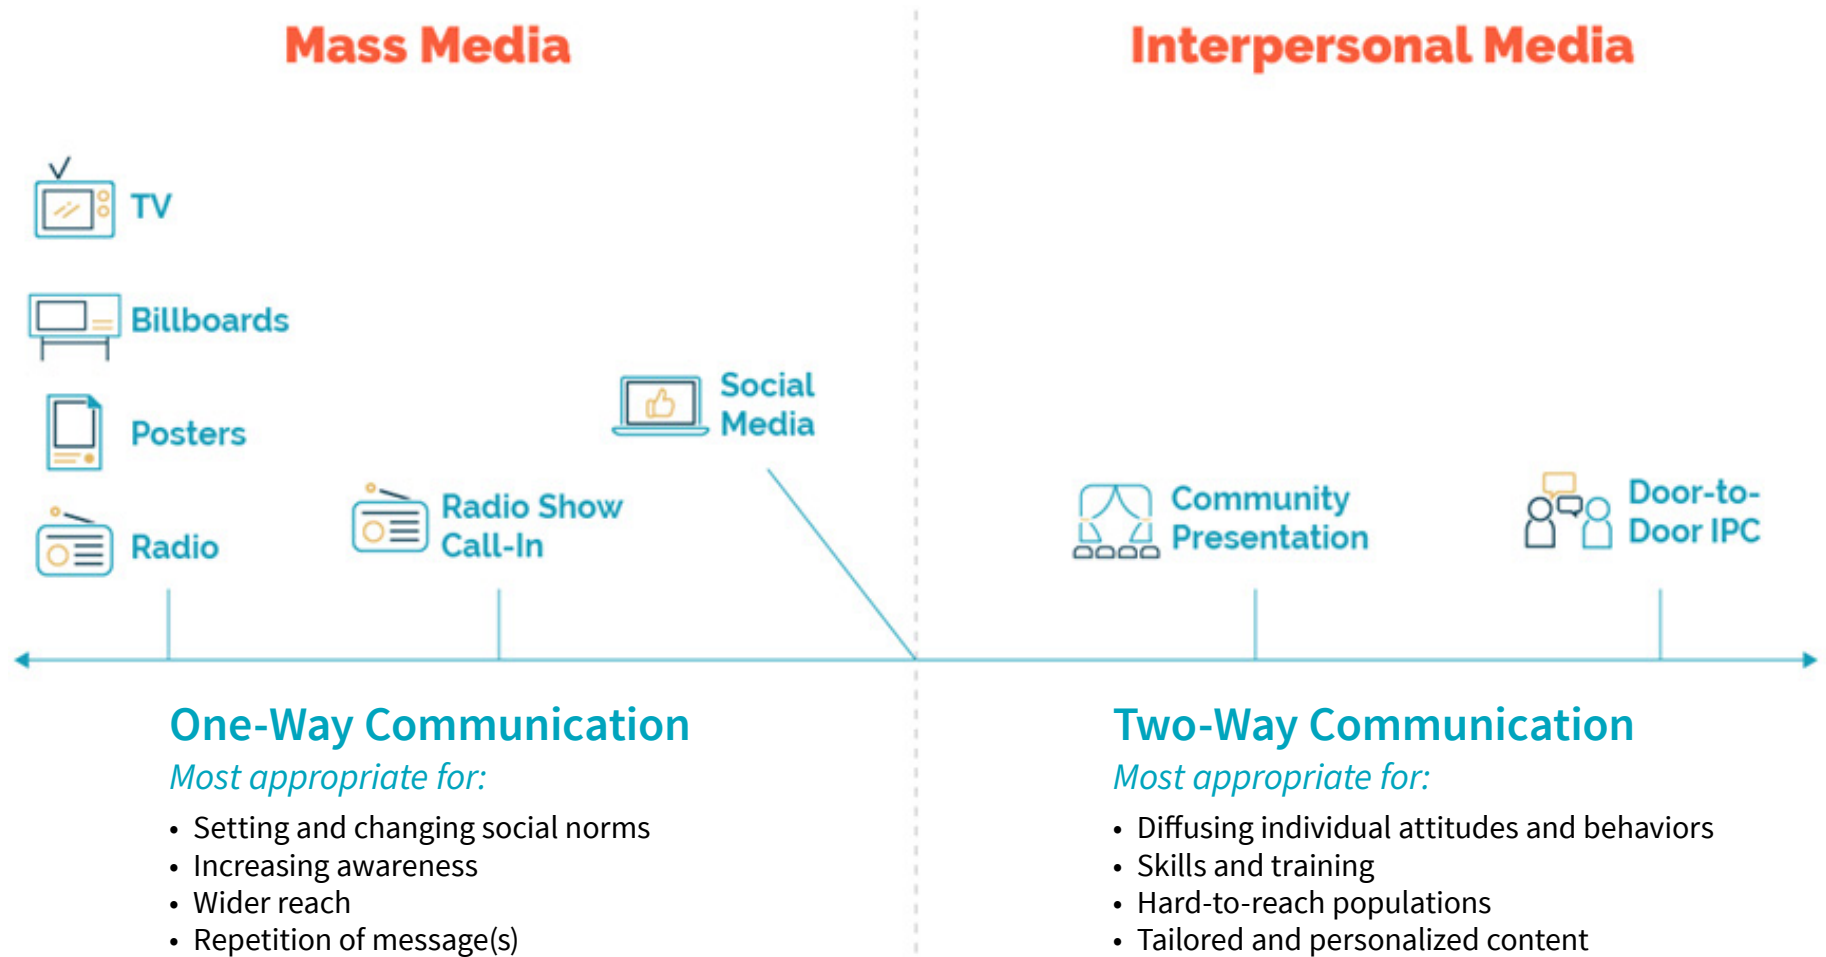 Mass Media
Interpersonal Media
TV
Billboards
Posters
Radio
Radio Show
Call-In
Social
Media
Community
Presentation
Door-to-
Door IPC
One-Way Communication
Most appropriate for:
• Setting and changing social norms
• Increasing awareness
• Wider reach
• Repetition of message(s)
Two-Way Communication
Most appropriate for:
• Diffusing individual attitudes and behaviors
• Skills and training
• Hard-to-reach populations
• Tailored and personalized content